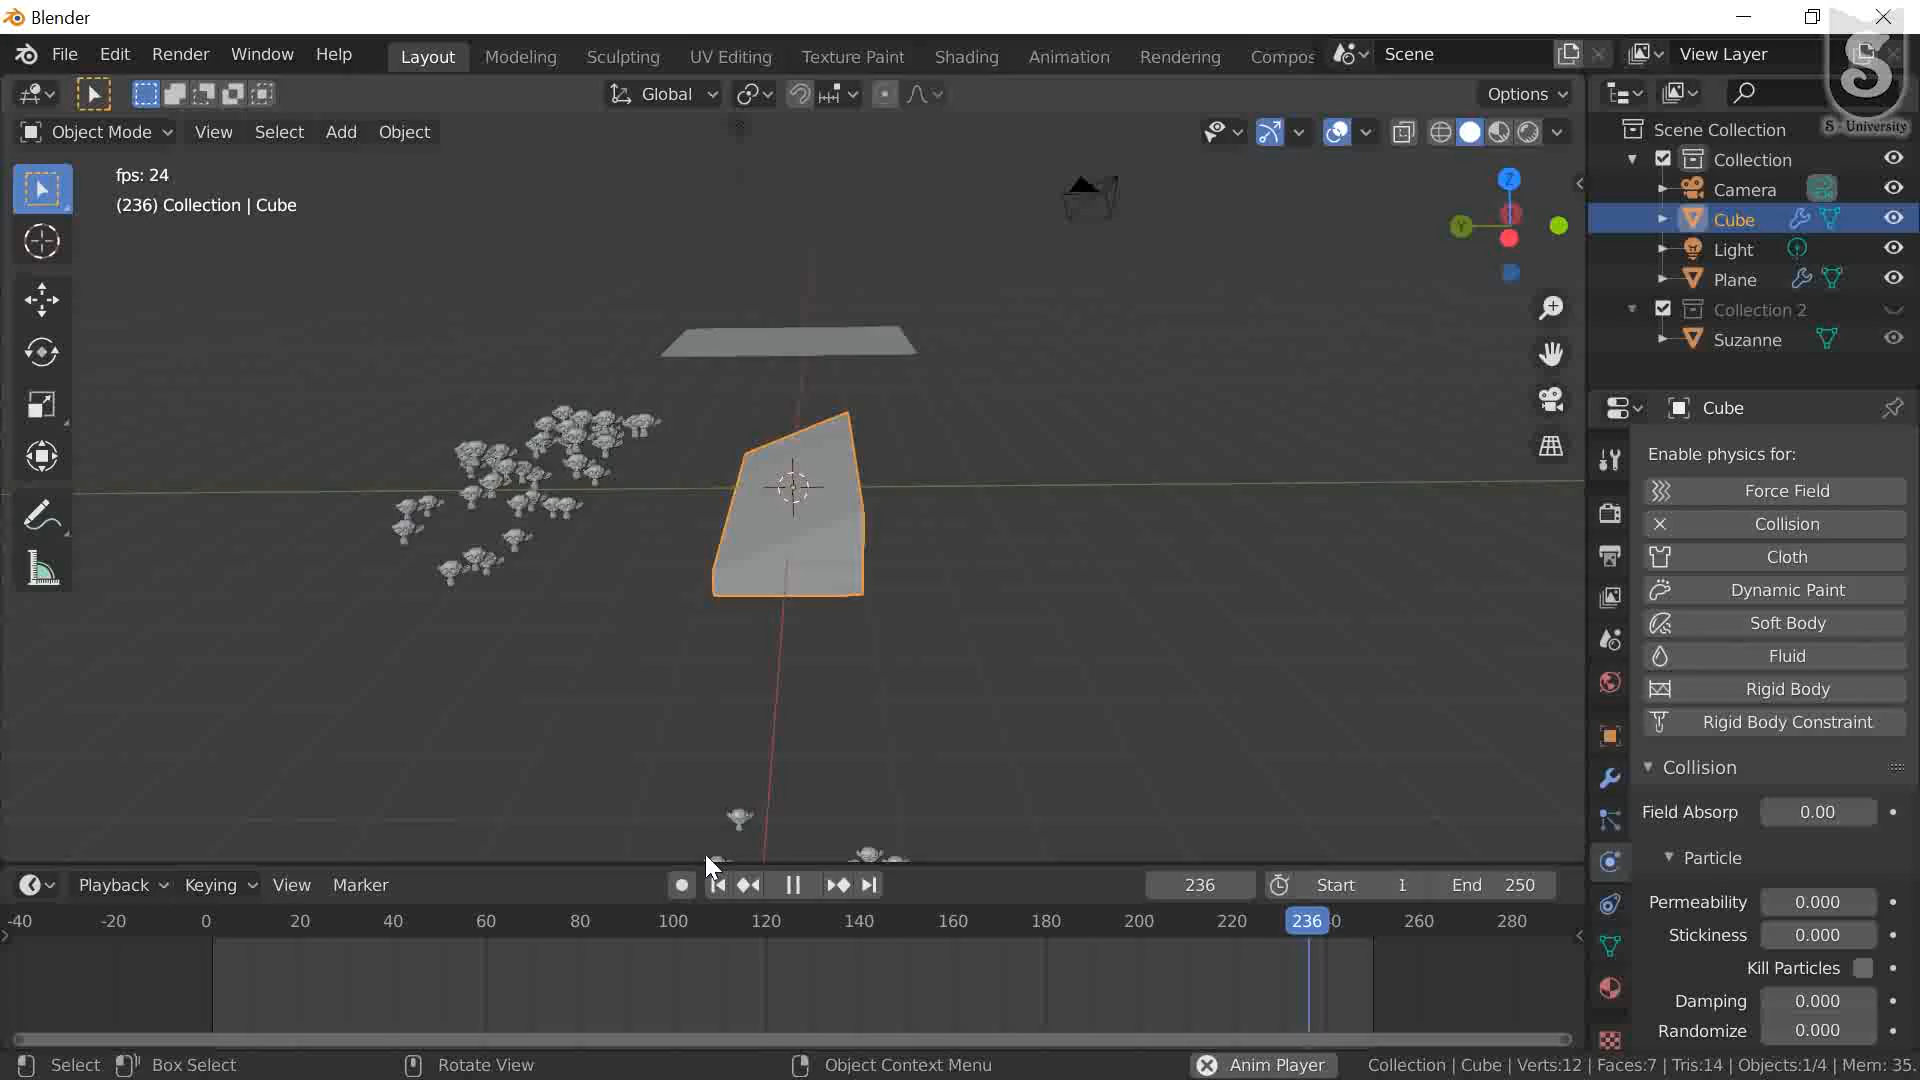 Blender
File Edit Render Window Help
Layout Modeling Sculpting UV Editing Texture Paint Shading Animation Rendering Compos
Scene
View Layer
Global
Options
S - University
Object Mode View Select Add Object
Scene Collection
Collection
Camera
Cube
Light
Plane
Collection 2
Suzanne
fps: 24
(236) Collection | Cube
Z
Y
Cube
Enable physics for:
Force Field
Collision
Cloth
Dynamic Paint
Soft Body
Fluid
Rigid Body
Rigid Body Constraint
Collision
Field Absorp 0.00
Particle
Permeability 0.000
Stickiness 0.000
Kill Particles
Damping 0.000
Randomize 0.000
Playback Keying View Marker
236 Start 1 End 250
-40 -20 0 20 40 60 80 100 120 140 160 180 200 220 236 0 260 280
Select Box Select Rotate View Object Context Menu Anim Player Collection | Cube | Verts:12 | Faces:7 | Tris:14 | Objects:1/4 | Mem: 35.